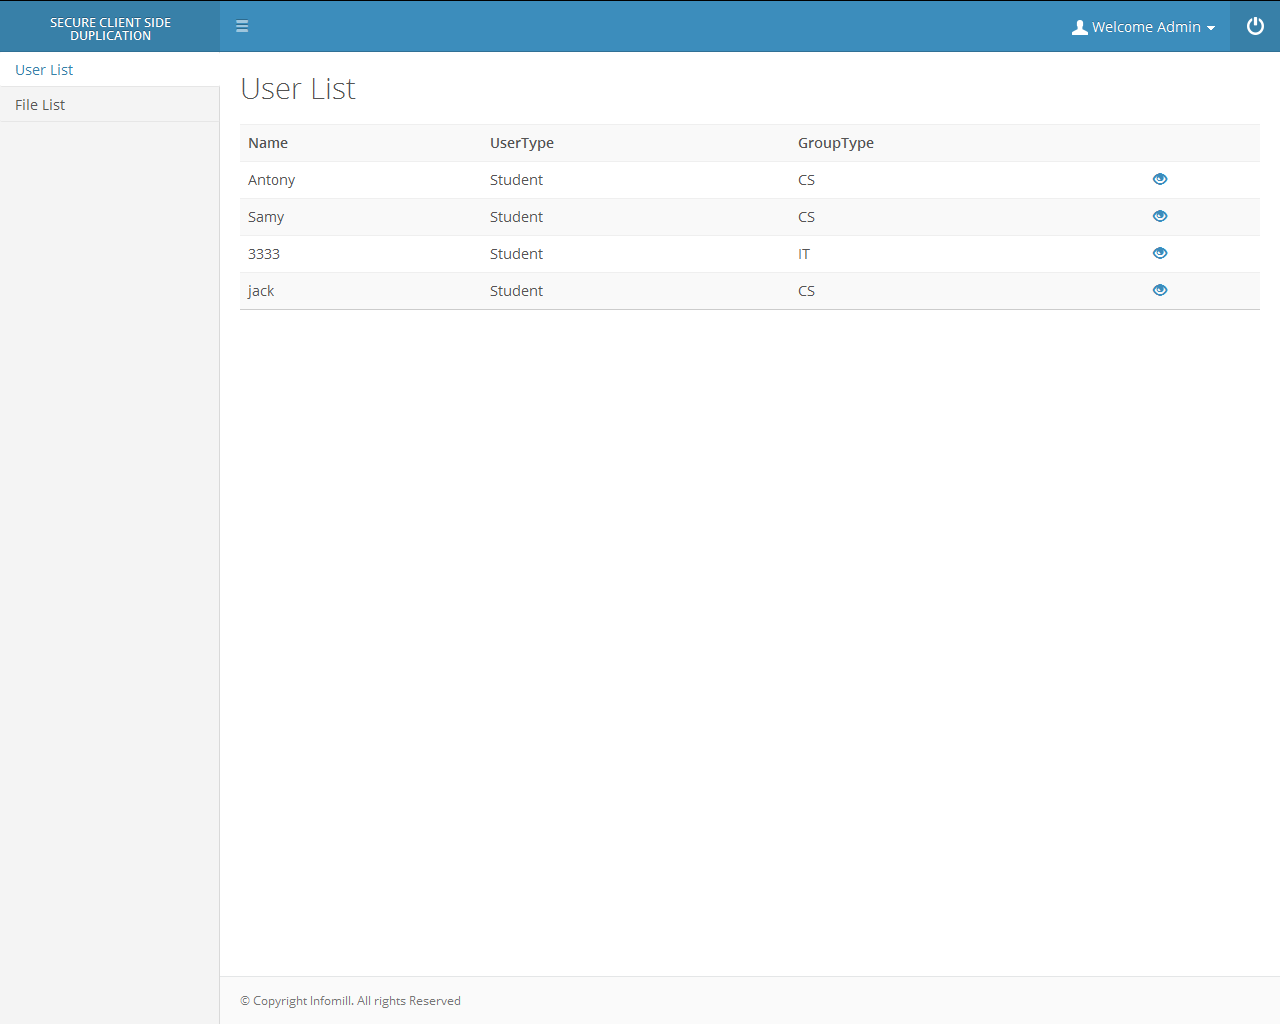 SECURE CLIENT SIDE
DUPLICATION
Welcome Admin
User List
File List
User List
Name UserType GroupType
Antony Student CS
Samy Student CS
3333 Student IT
jack Student CS
© Copyright Infomill. All rights Reserved